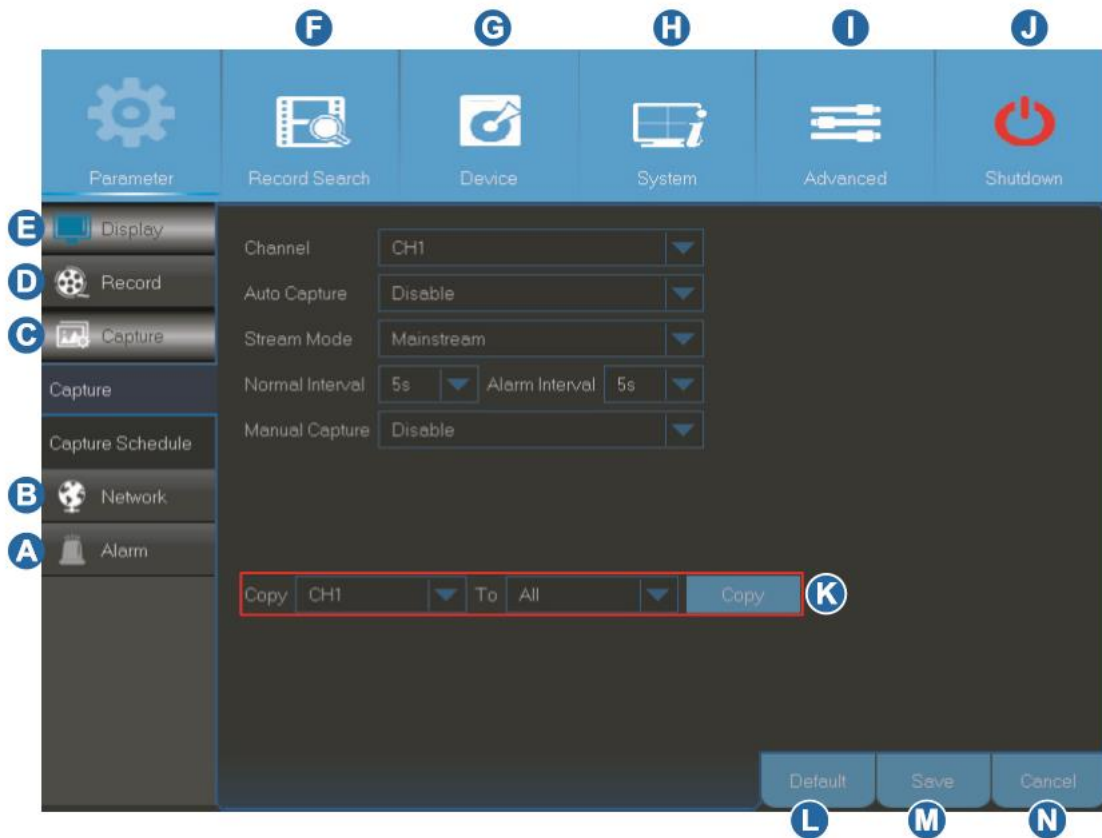 F G H I J
Parameter Record Search Device System Advanced Shutdown
E Display
D Record
C Capture
Capture
Capture Schedule
B Network
A Alarm
Channel CH1
Auto Capture Disable
Stream Mode Mainstream
Normal Interval 5s Alarm Interval 5s
Manual Capture Disable
Copy CH1 To All Copy K
Default Save Cancel
L M N